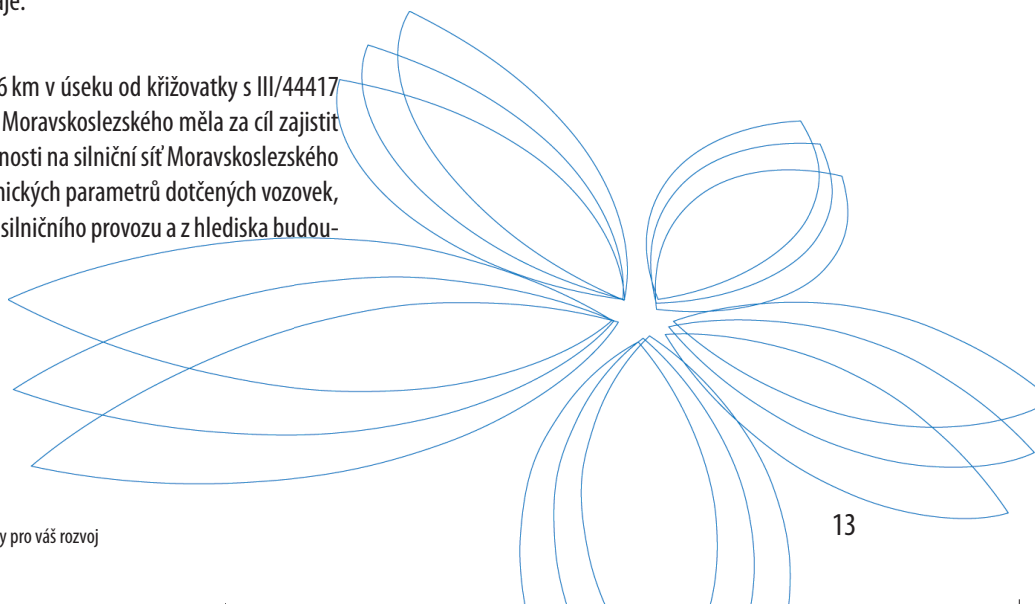 je.
6 km v úseku od křižovatky s III/44417
Moravskoslezského měla za cíl zajistit
nosti na silniční síť Moravskoslezského
nických parametrů dotčených vozovek,
silničního provozu a z hlediska budou-
y pro váš rozvoj
13